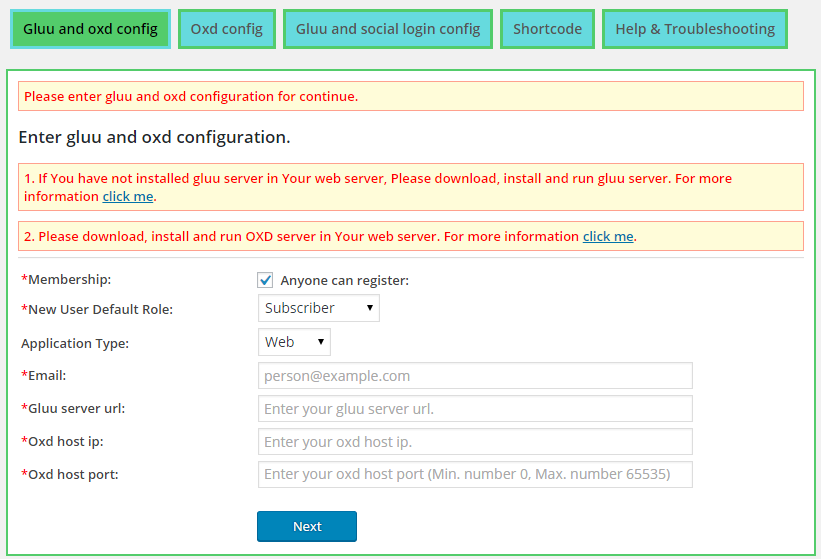 Gluu and oxd config Oxd config Gluu and social login config Shortcode Help & Troubleshooting
Please enter gluu and oxd configuration for continue.
Enter gluu and oxd configuration.
1. If You have not installed gluu server in Your web server, Please download, install and run gluu server. For more
information click me.
2. Please download, install and run OXD server in Your web server. For more information click me.
*Membership: Anyone can register:
*New User Default Role: Subscriber
Application Type: Web
*Email: person@example.com
*Gluu server url: Enter your gluu server url.
*Oxd host ip: Enter your oxd host ip.
*Oxd host port: Enter your oxd host port (Min. number 0, Max. number 65535)
Next